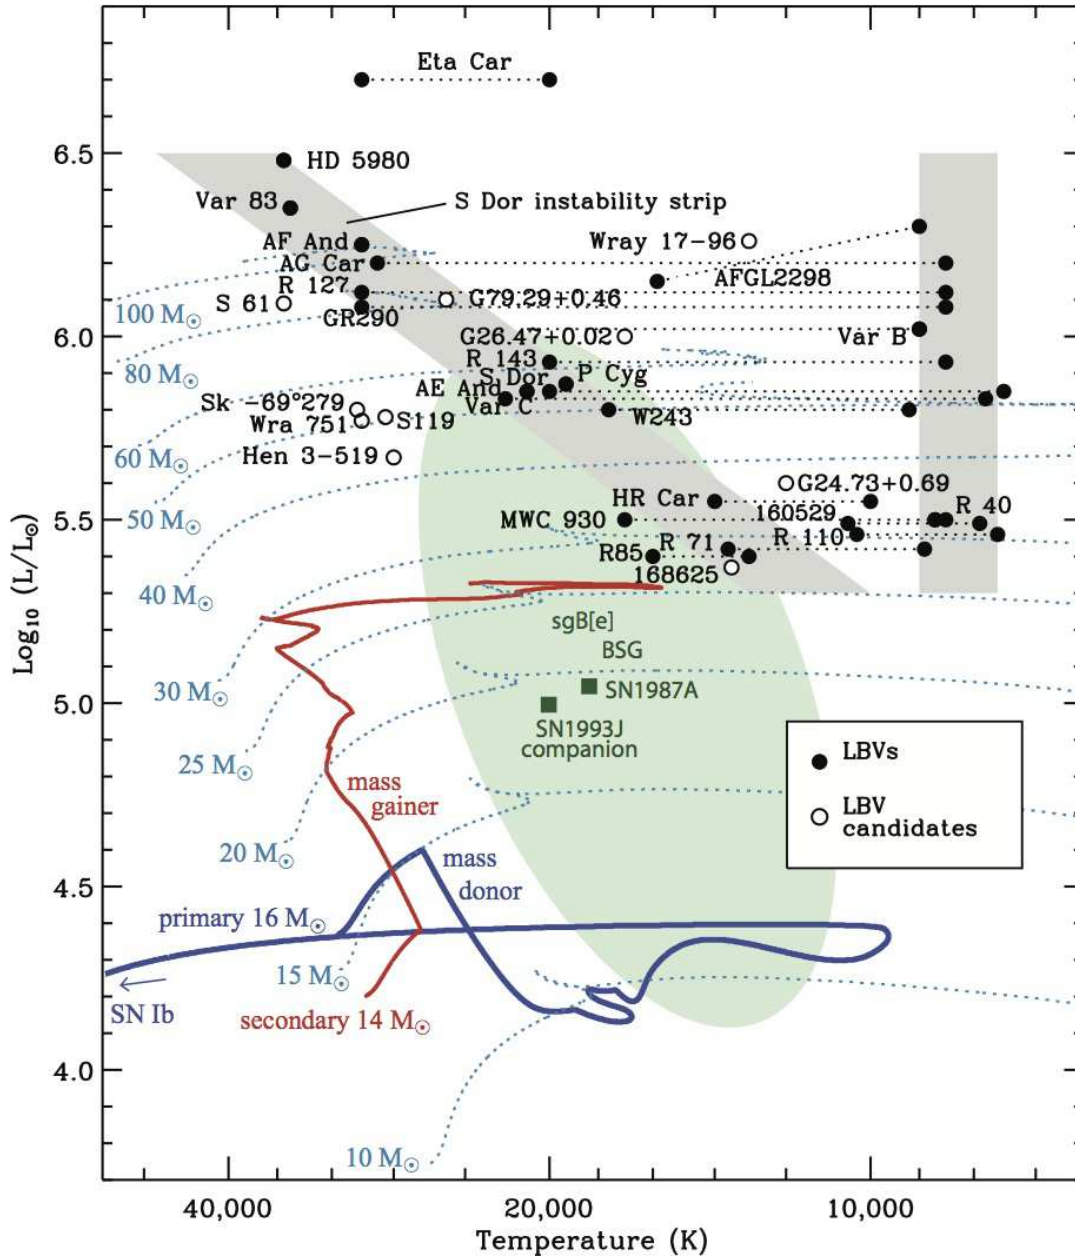 Eta Car
6.5
HD 5980
Var 83
S Dor instability strip
AF And
Wray 17-96
AG Car
AFGL2298
R 127
G79.29+0.46
S 61
100 M☉
GR290
6.0
G26.47+0.02
Var B
R 143
80 M☉
S Dor
P Cyg
AE And
Sk -69°279
Var C
W243
Wra 751
S119
60 M☉
Hen 3-519
G24.73+0.69
HR Car
R 40
5.5
50 M☉
MWC 930
160529
R 71
R 110
R85
168625
40 M☉
Log₁₀ (L/L☉)
sgB[e]
BSG
30 M☉
SN1987A
5.0
SN1993J
companion
25 M☉
LBVs
mass
gainer
LBV
candidates
20 M☉
mass
donor
4.5
primary 16 M☉
15 M☉
SN Ib
secondary 14 M☉
4.0
10 M☉
40,000
20,000
10,000
Temperature (K)